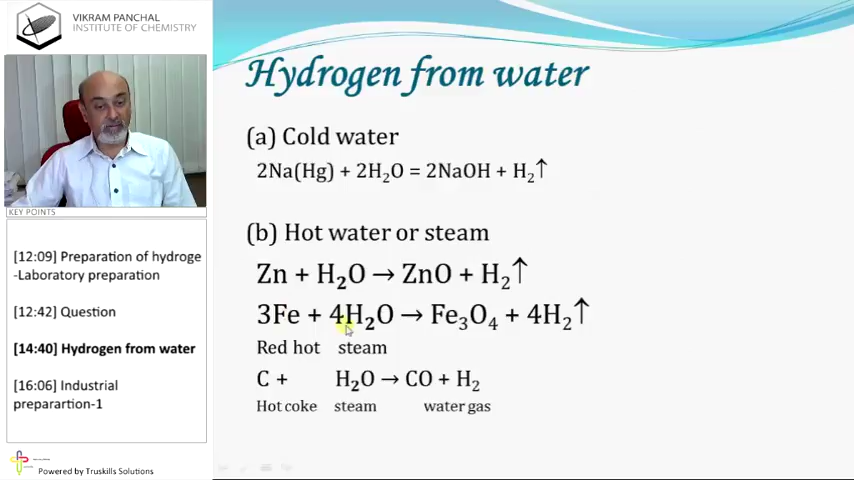 VIKRAM PANCHAL
INSTITUTE OF CHEMISTRY
KEY POINTS
[12:09] Preparation of hydroge
-Laboratory preparation
[12:42] Question
[14:40] Hydrogen from water
[16:06] Industrial
preparartion-1
Powered by Truskills Solutions
Hydrogen from water
(a) Cold water
2Na(Hg) + 2H₂O = 2NaOH + H₂↑
(b) Hot water or steam
Zn + H₂O → ZnO + H₂↑
3Fe + 4H₂O → Fe₃O₄ + 4H₂↑
Red hot steam
C + H₂O → CO + H₂
Hot coke steam water gas